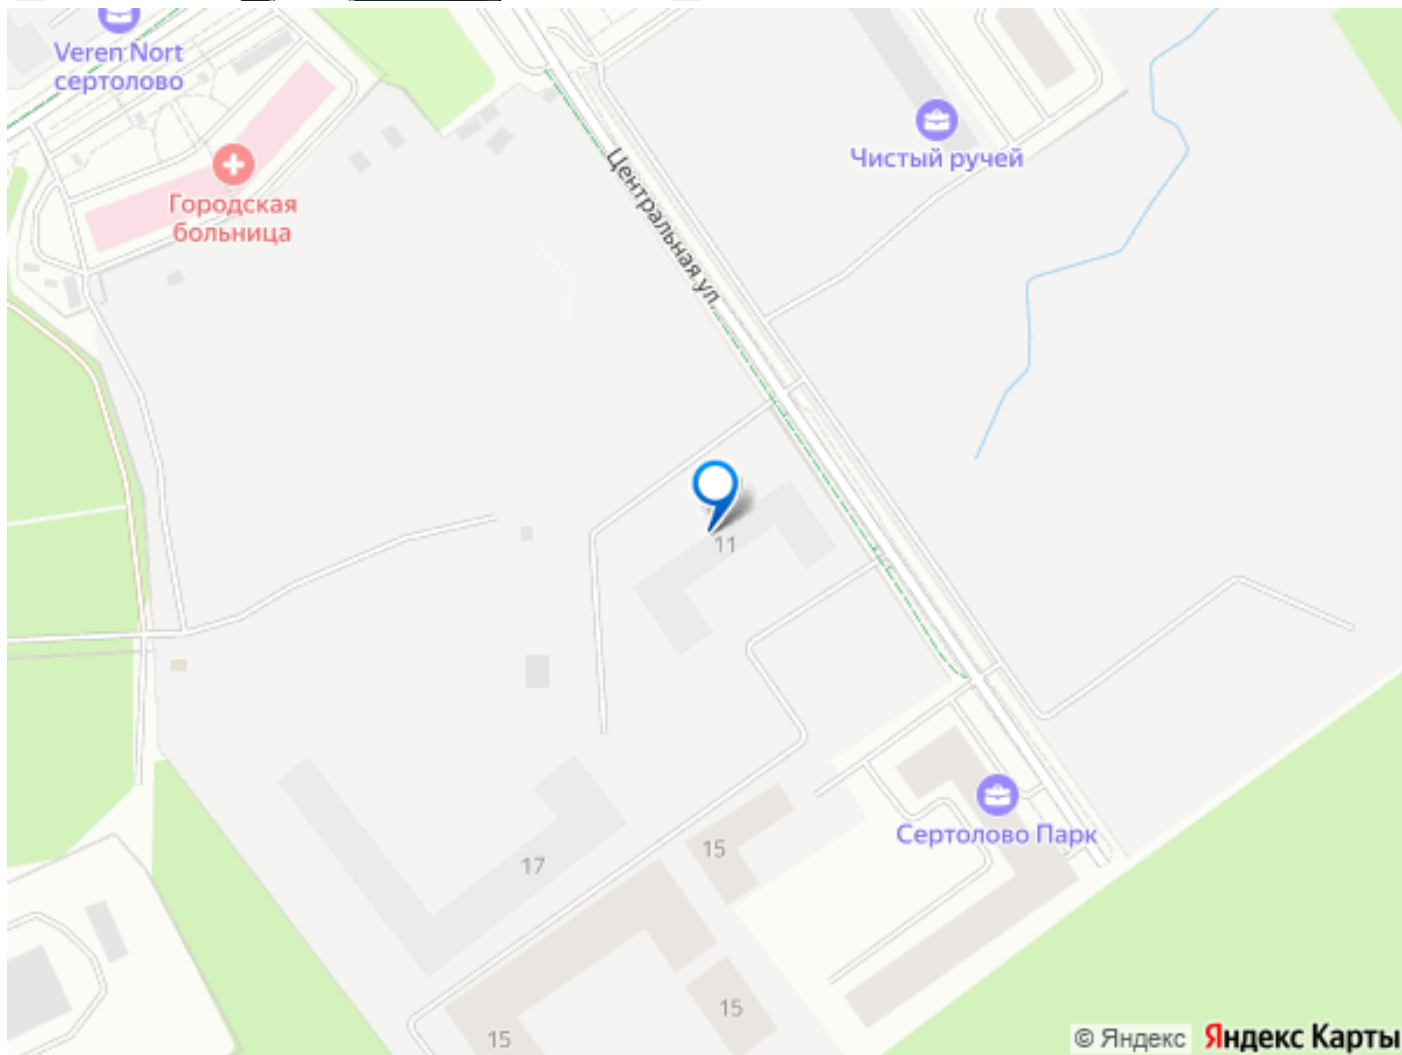 Veren Nort
сертолово
Чистый ручей
Городская
больница
Центральная ул.
11
Сертолово Парк
15
17
15
15
© Яндекс Яндекс Карты